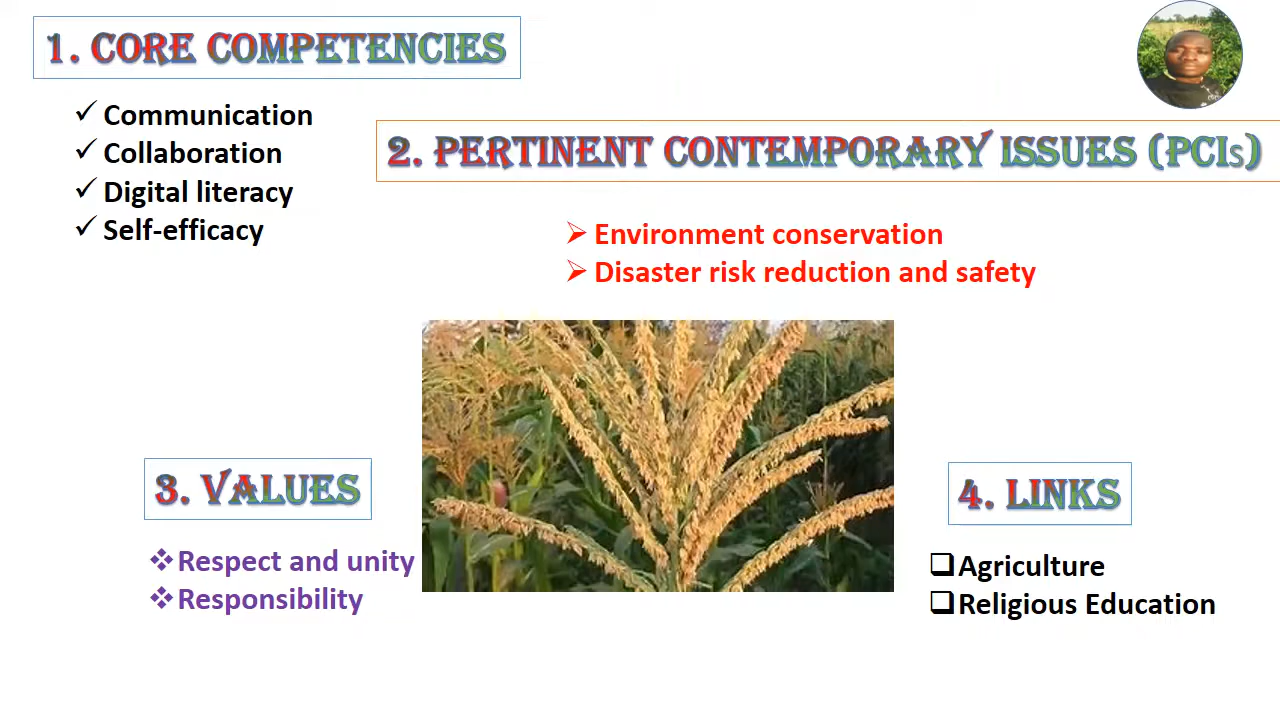 1. CORE COMPETENCIES
Communication
Collaboration
Digital literacy
Self-efficacy
2. PERTINENT CONTEMPORARY ISSUES (PCIs)
Environment conservation
Disaster risk reduction and safety
3. VALUES
Respect and unity
Responsibility
4. LINKS
Agriculture
Religious Education